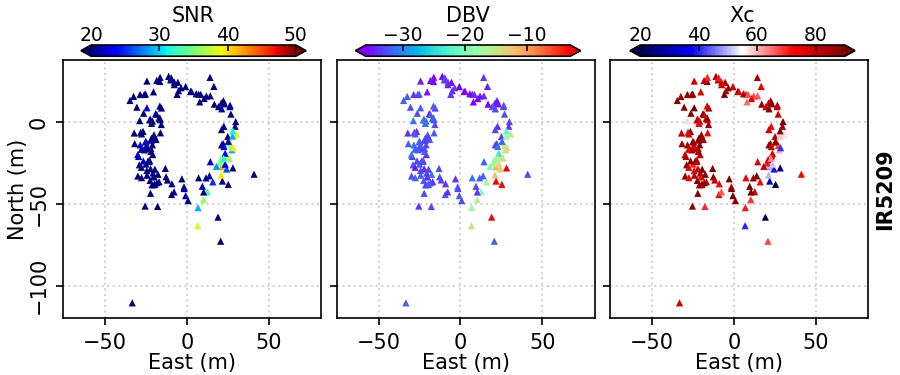 SNR DBV Xc
20 30 40 50 −30 −20 −10 20 40 60 80
North (m)
0
−50
−100
−50 0 50 −50 0 50 −50 0 50
East (m) East (m) East (m)
IR5209